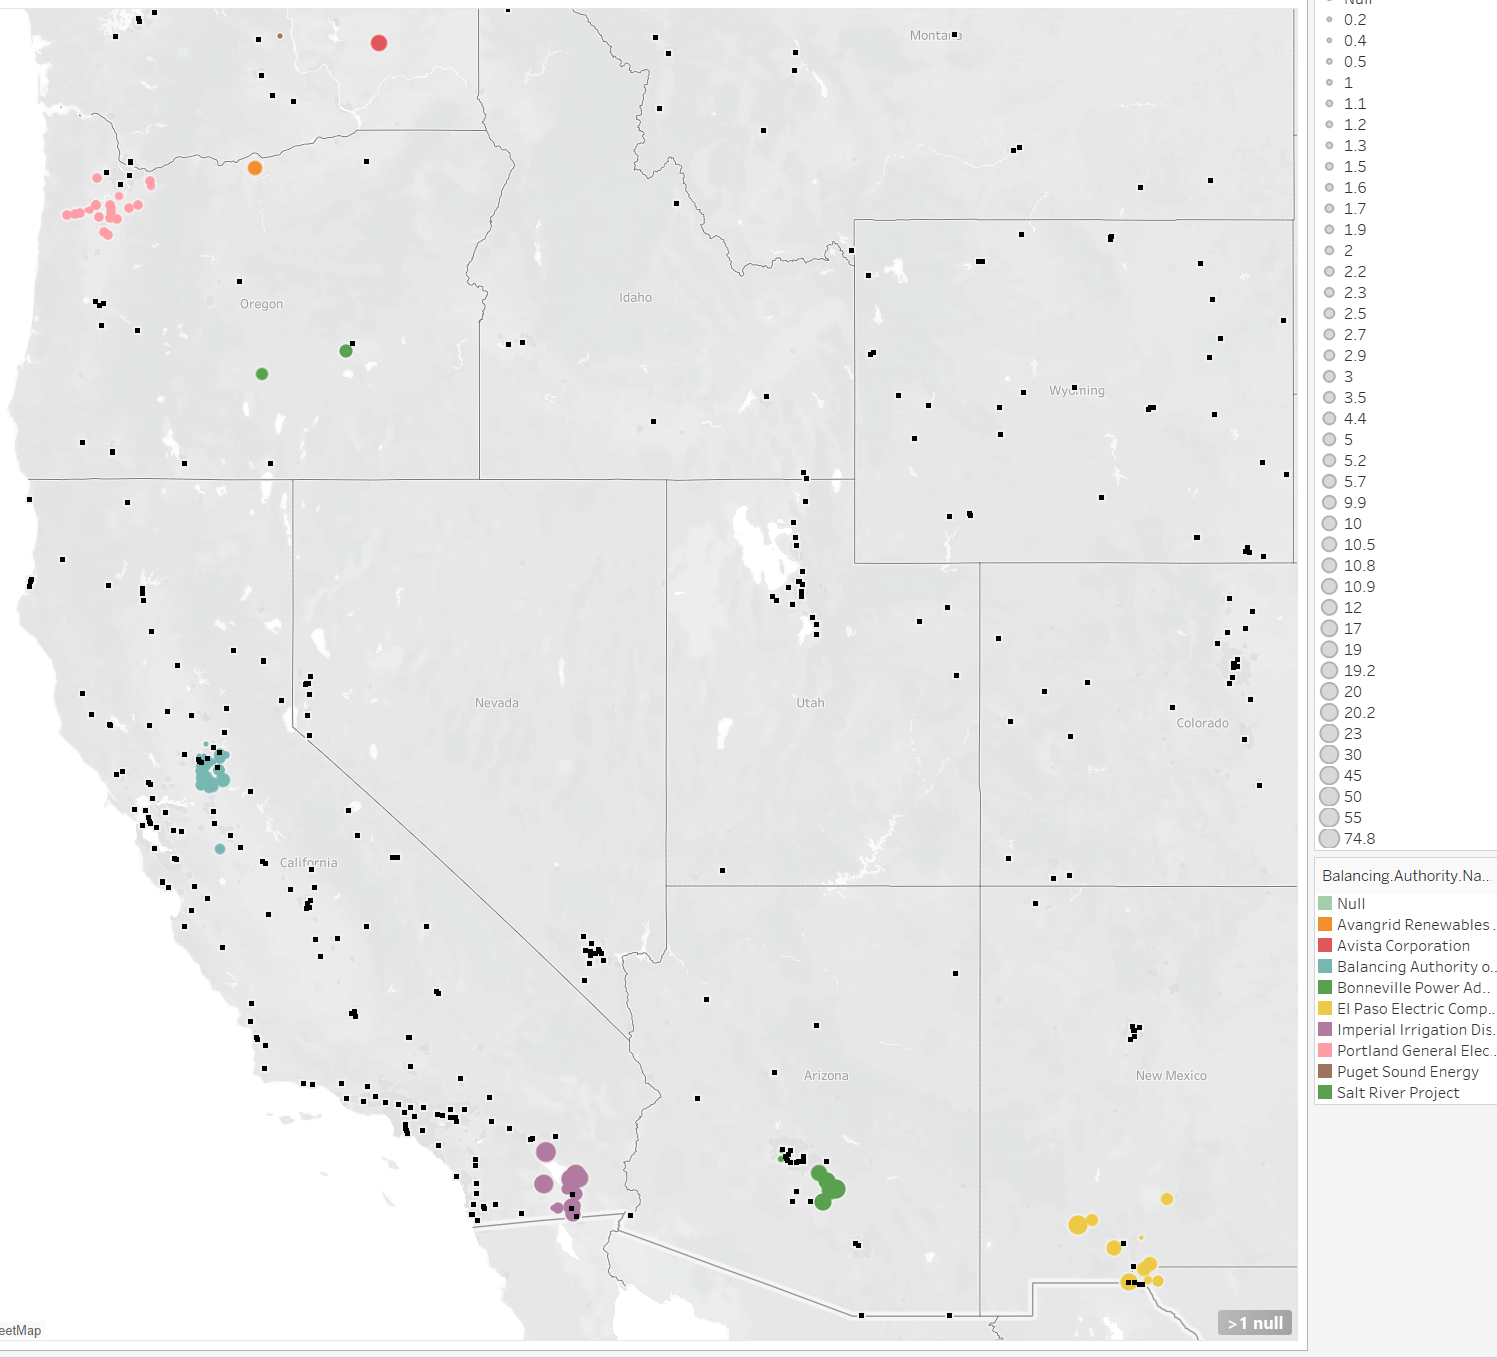 Montana
Oregon
Idaho
Wyoming
Nevada
Utah
Colorado
California
Arizona
New Mexico
>1 null
eetMap
Null
0.2
0.4
0.5
1
1.1
1.2
1.3
1.5
1.6
1.7
1.9
2
2.2
2.3
2.5
2.7
2.9
3
3.5
4.4
5
5.2
5.7
9.9
10
10.5
10.8
10.9
12
17
19
19.2
20
20.2
23
30
45
50
55
74.8
Balancing.Authority.Na...
Null
Avangrid Renewables .
Avista Corporation
Balancing Authority o..
Bonneville Power Ad..
El Paso Electric Comp..
Imperial Irrigation Dis.
Portland General Elec..
Puget Sound Energy
Salt River Project